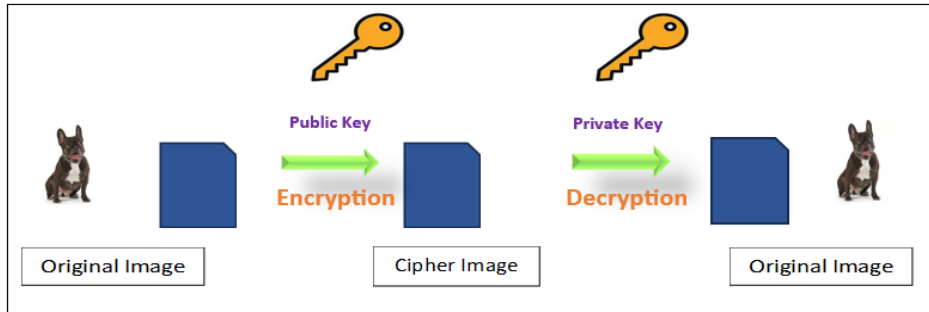 Public Key
Private Key
Encryption
Decryption
Original Image
Cipher Image
Original Image